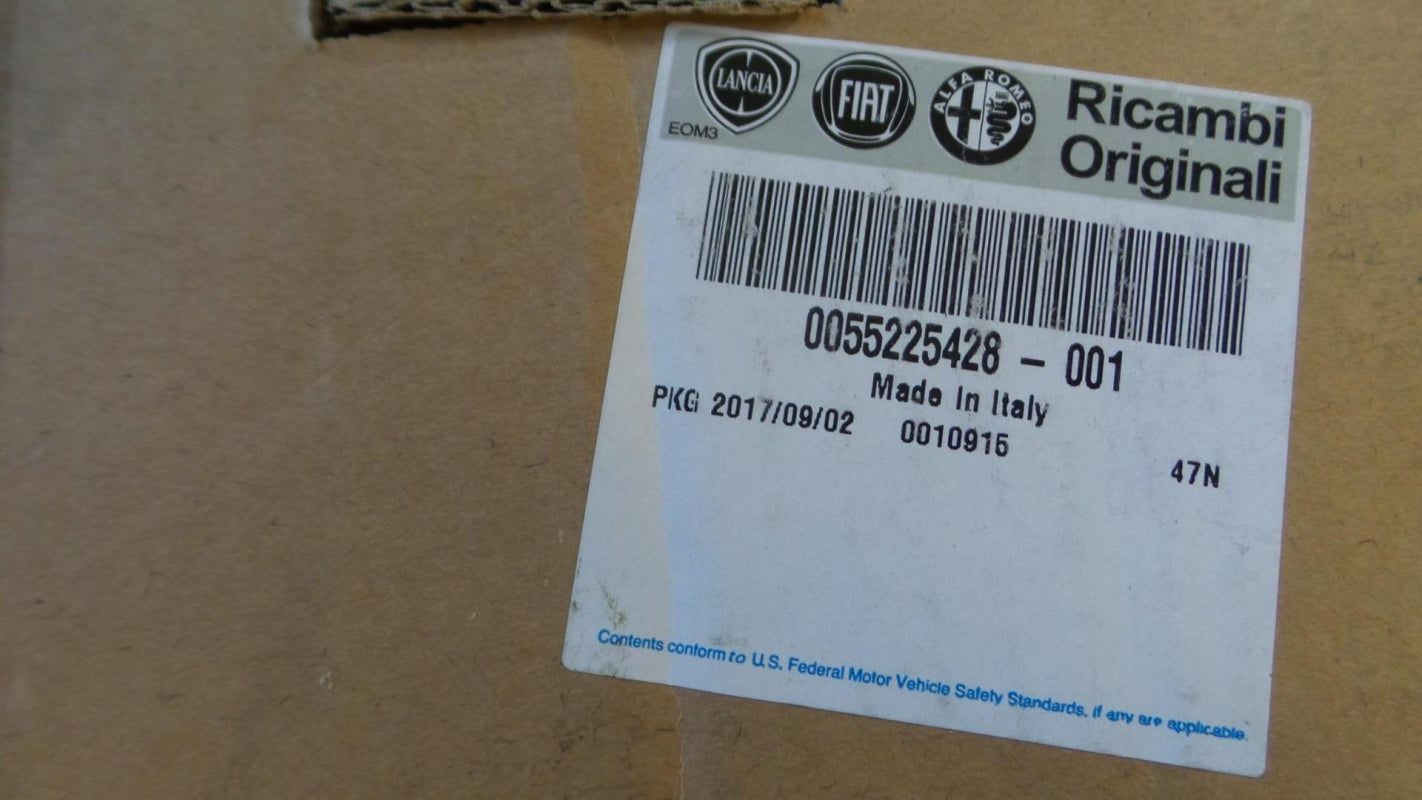 LANCIA
FIAT
ALFA ROMEO
Ricambi
Originali
EOM3
0055225428 - 001
Made In Italy
PKG 2017/09/02 0010915
47N
Contents conform to U.S. Federal Motor Vehicle Safety Standards, if any are applicable.